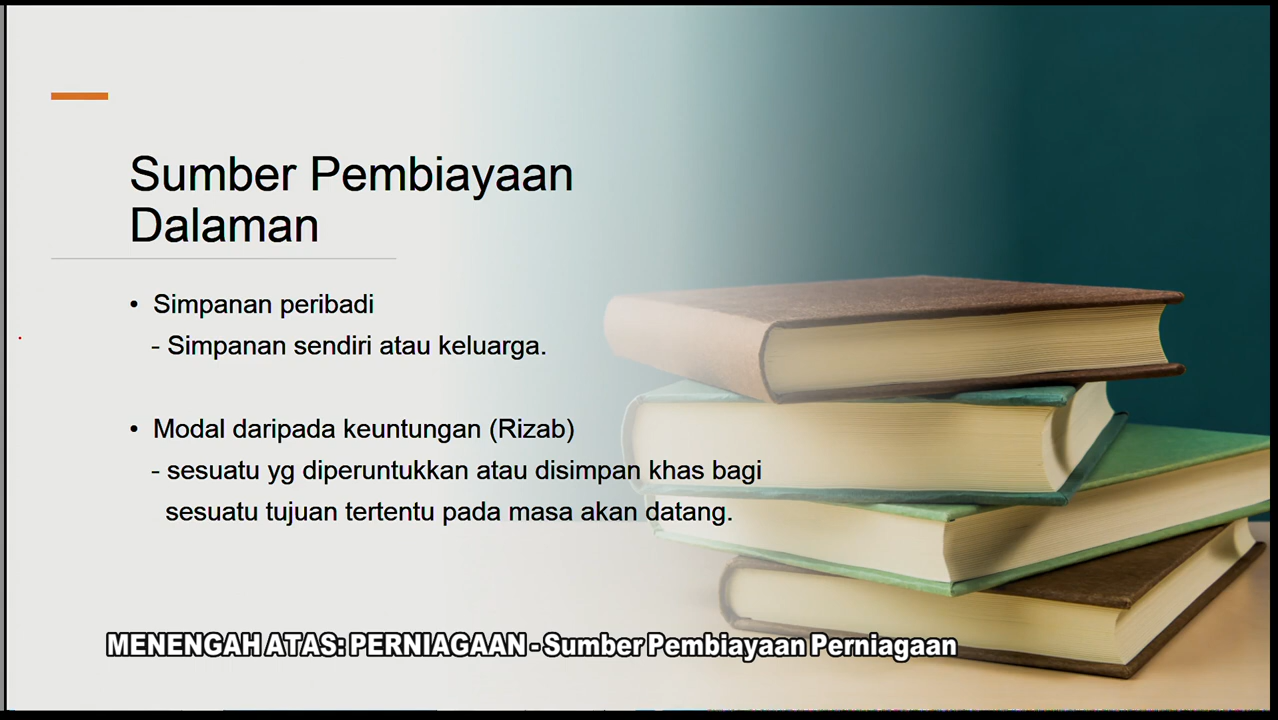 Sumber Pembiayaan
Dalaman
• Simpanan peribadi
- Simpanan sendiri atau keluarga.
• Modal daripada keuntungan (Rizab)
- sesuatu yg diperuntukkan atau disimpan khas bagi
sesuatu tujuan tertentu pada masa akan datang.
MENENGAH ATAS: PERNIAGAAN - Sumber Pembiayaan Perniagaan